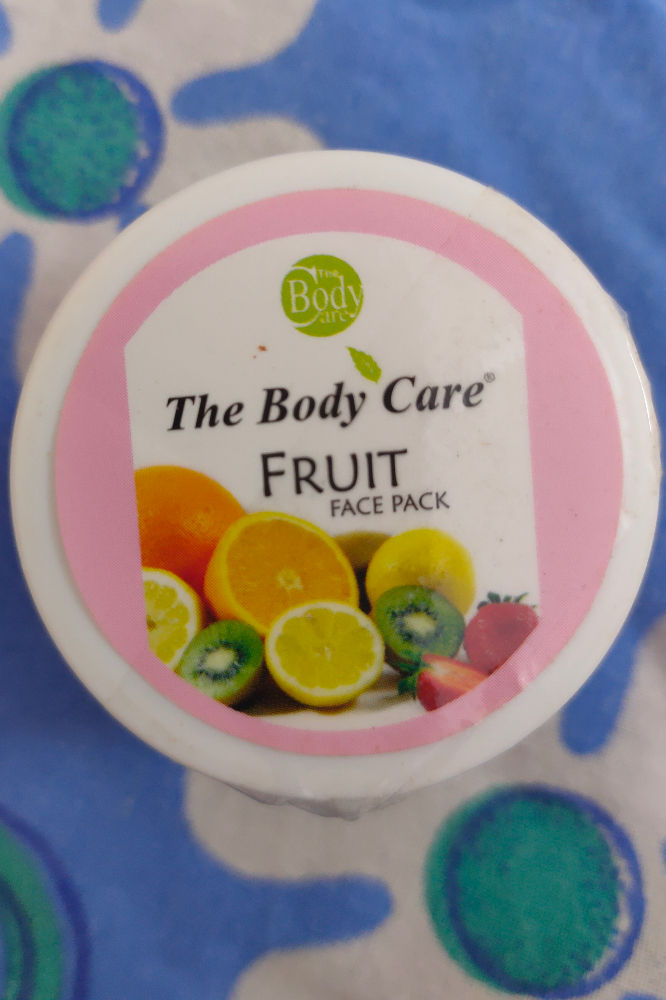 The
Body
Care
The Body Care®
FRUIT
FACE PACK